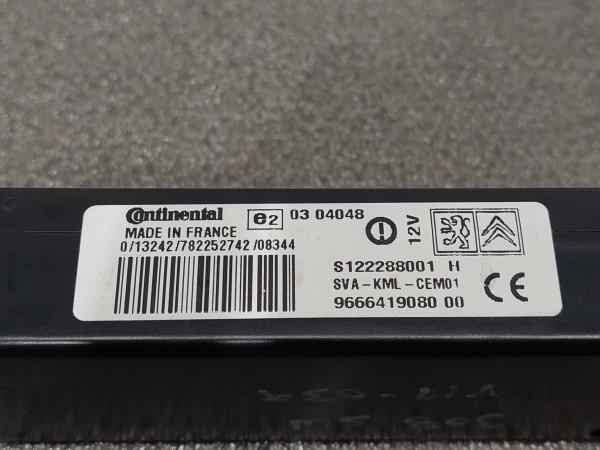 Continental
MADE IN FRANCE
e2 03 04048
0/13242/782252742/08344
12V
S122288001 H
SVA-KML-CEM01
9666419080 00
CE